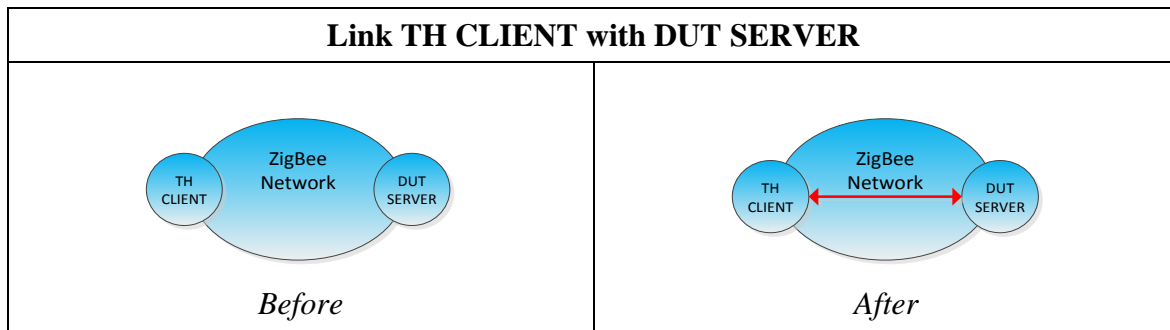 Link TH CLIENT with DUT SERVER
ZigBee
Network
TH
CLIENT
DUT
SERVER
Before
ZigBee
Network
TH
CLIENT
DUT
SERVER
After